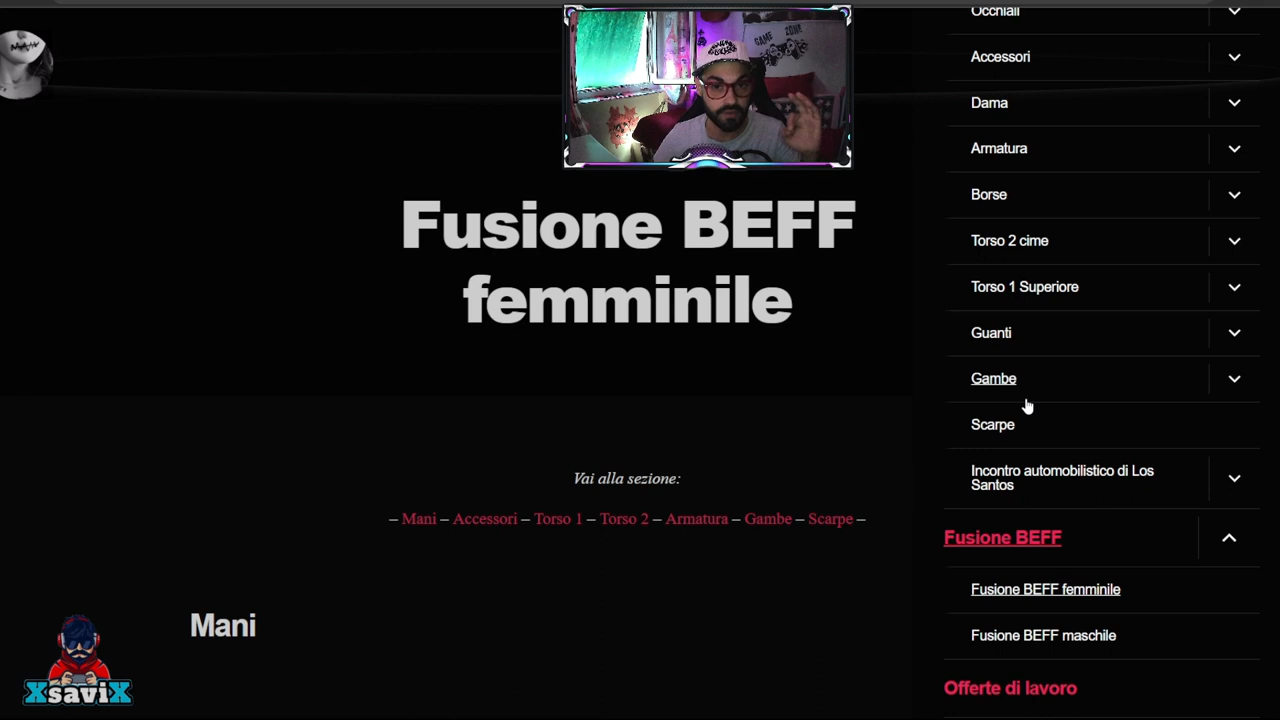 GAME ZONE
Fusione BEFF
femminile
Vai alla sezione:
– Mani – Accessori – Torso 1 – Torso 2 – Armatura – Gambe – Scarpe –
Mani
XsaviX
Occhiali
Accessori
Dama
Armatura
Borse
Torso 2 cime
Torso 1 Superiore
Guanti
Gambe
Scarpe
Incontro automobilistico di Los
Santos
Fusione BEFF
Fusione BEFF femminile
Fusione BEFF maschile
Offerte di lavoro